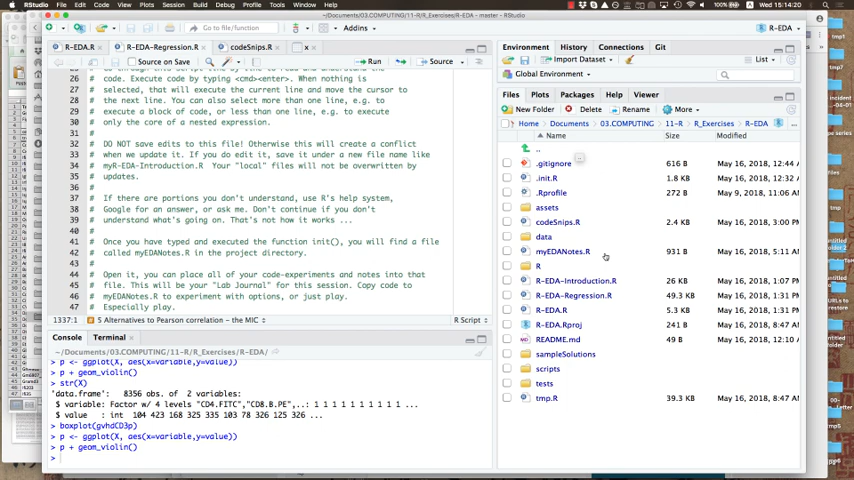 RStudio File Edit Code View Plots Session Build Debug Profile Tools Window Help
100% Wed May 16 15:14:20
~/Documents/03.COMPUTING/11-R/R_Exercises/R-EDA - master - RStudio
Go to file/function
Addins
R-EDA
R-EDA.R
R-EDA-Regression.R
codeSnips.R
x
Source on Save
Run
Source
26 # code. Execute code by typing <cmd><enter>. When nothing is
27 # selected, that will execute the current line and move the cursor to
28 # the next line. You can also select more than one line, e.g. to
29 # execute a block of code, or less than one line, e.g. to execute
30 # only the core of a nested expression.
31 #
32 # DO NOT save edits to this file! Otherwise this will create a conflict
33 # when we update it. If you do edit it, save it under a new file name like
34 # myR-EDA-Introduction.R Your "local" files will not be overwritten by
35 # updates.
36 #
37 # If there are portions you don't understand, use R's help system,
38 # Google for an answer, or ask me. Don't continue if you don't
39 # understand what's going on. That's not how it works ...
40 #
41 # Once you have typed and executed the function init(), you will find a file
42 # called myEDANotes.R in the project directory.
43 #
44 # Open it, you can place all of your code-experiments and notes into that
45 # file. This will be your "Lab Journal" for this session. Copy code to
46 # myEDANotes.R to experiment with options, or just play.
47 # Especially play.
1337:1 # 5 Alternatives to Pearson correlation - the MIC R Script
Console Terminal
~/Documents/03.COMPUTING/11-R/R_Exercises/R-EDA/
> p <- ggplot(X, aes(x=variable,y=value))
> p + geom_violin()
> str(X)
'data.frame': 8356 obs. of 2 variables:
$ variable: Factor w/ 4 levels "CD4.FITC","CD8.B.PE",..: 1 1 1 1 1 1 1 1 1 1 ...
$ value : int 104 423 168 325 335 103 78 326 125 326 ...
> boxplot(gvhdCD3p)
> p <- ggplot(X, aes(x=variable,y=value))
> p + geom_violin()
>
Environment History Connections Git
Import Dataset
List
Global Environment
Files Plots Packages Help Viewer
New Folder Delete Rename More
Home Documents 03.COMPUTING 11-R R_Exercises R-EDA
Name Size Modified
..
.gitignore 616 B May 16, 2018, 12:44
.init.R 1.8 KB May 16, 2018, 12:32
.Rprofile 272 B May 9, 2018, 12:46
assets
codeSnips.R 2.4 KB May 16, 2018, 3:00 P
data
myEDANotes.R 931 B May 16, 2018, 5:11
R
R-EDA-Introduction.R 26 KB May 16, 2018, 1:07
R-EDA-Regression.R 49.3 KB May 16, 2018, 1:31
R-EDA.R 5.3 KB May 16, 2018, 1:31
R-EDA.Rproj 241 B May 16, 2018, 8:47
README.md 49 B May 16, 2018, 12:10
sampleSolutions
scripts
tests
tmp.R 39.3 KB May 16, 2018, 8:47